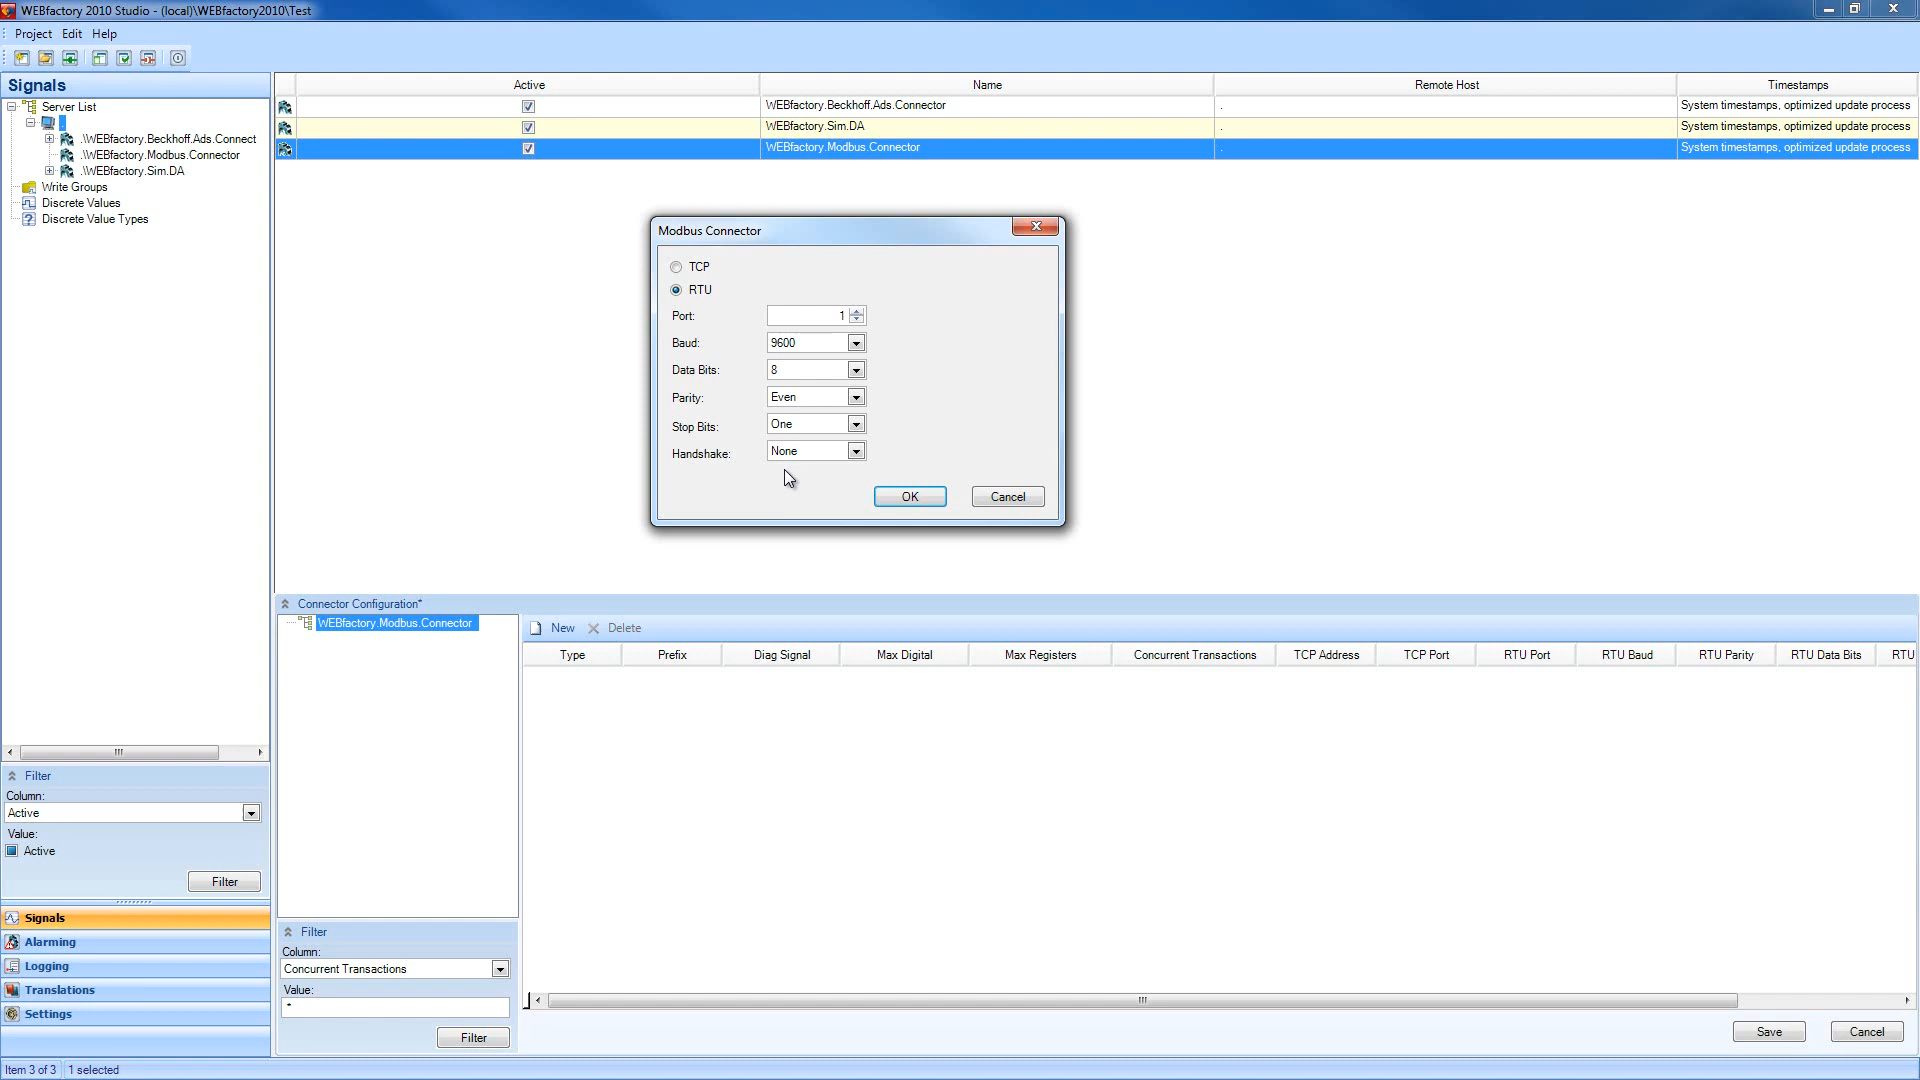 WEBfactory 2010 Studio - (local)\WEBfactory2010\Test
Project Edit Help
Signals
Server List
.
.\WEBfactory.Beckhoff.Ads.Connect
.\WEBfactory.Modbus.Connector
.\WEBfactory.Sim.DA
Write Groups
Discrete Values
Discrete Value Types
Active Name Remote Host Timestamps
WEBfactory.Beckhoff.Ads.Connector . System timestamps, optimized update process
WEBfactory.Sim.DA . System timestamps, optimized update process
WEBfactory.Modbus.Connector . System timestamps, optimized update process
Modbus Connector
TCP
RTU
Port: 1
Baud: 9600
Data Bits: 8
Parity: Even
Stop Bits: One
Handshake: None
OK Cancel
Connector Configuration*
WEBfactory.Modbus.Connector
New Delete
Type Prefix Diag Signal Max Digital Max Registers Concurrent Transactions TCP Address TCP Port RTU Port RTU Baud RTU Parity RTU Data Bits RTU
Filter
Column:
Active
Value:
Active
Filter
Signals
Alarming
Logging
Translations
Settings
Filter
Column:
Concurrent Transactions
Value:
*
Filter
Save Cancel
Item 3 of 3 1 selected